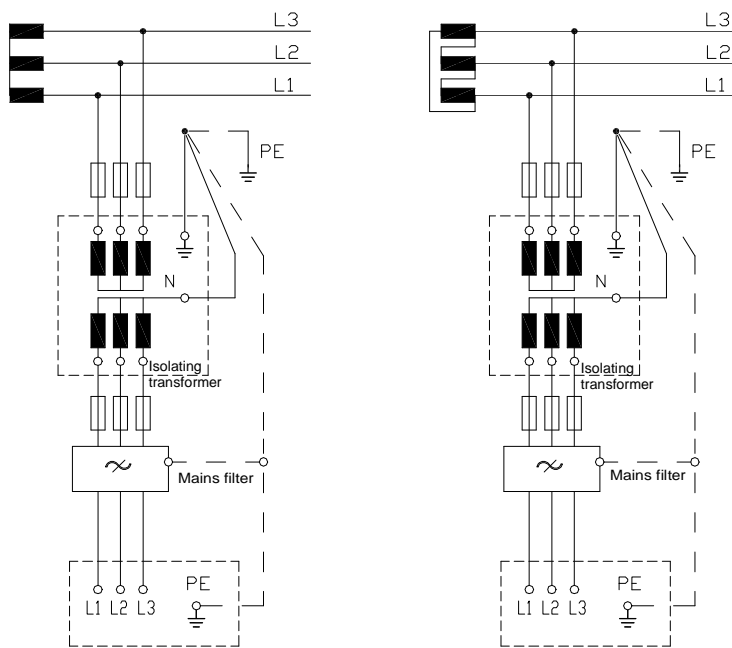 L3
L2
L1
PE
N
Isolating
transformer
Mains filter
PE
L1 L2 L3
L3
L2
L1
PE
N
Isolating
transformer
Mains filter
PE
L1 L2 L3